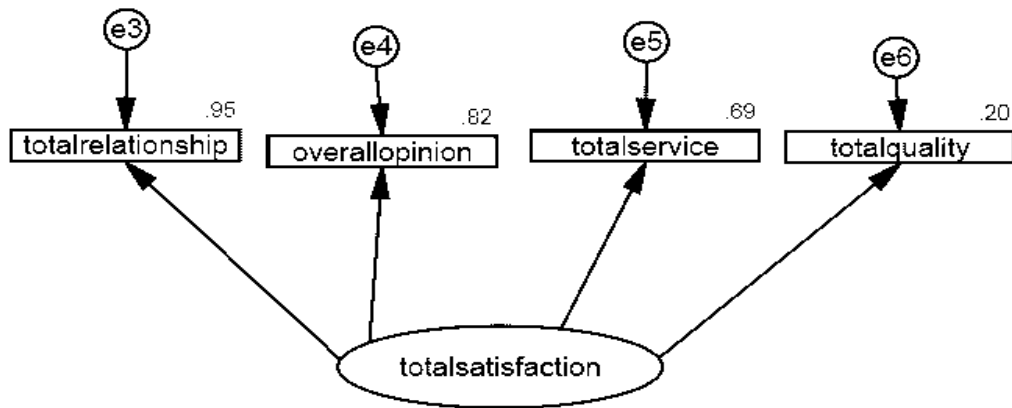 e3
e4
e5
e6
.95
.82
.69
.20
totalrelationship
overallopinion
totalservice
totalquality
totalsatisfaction